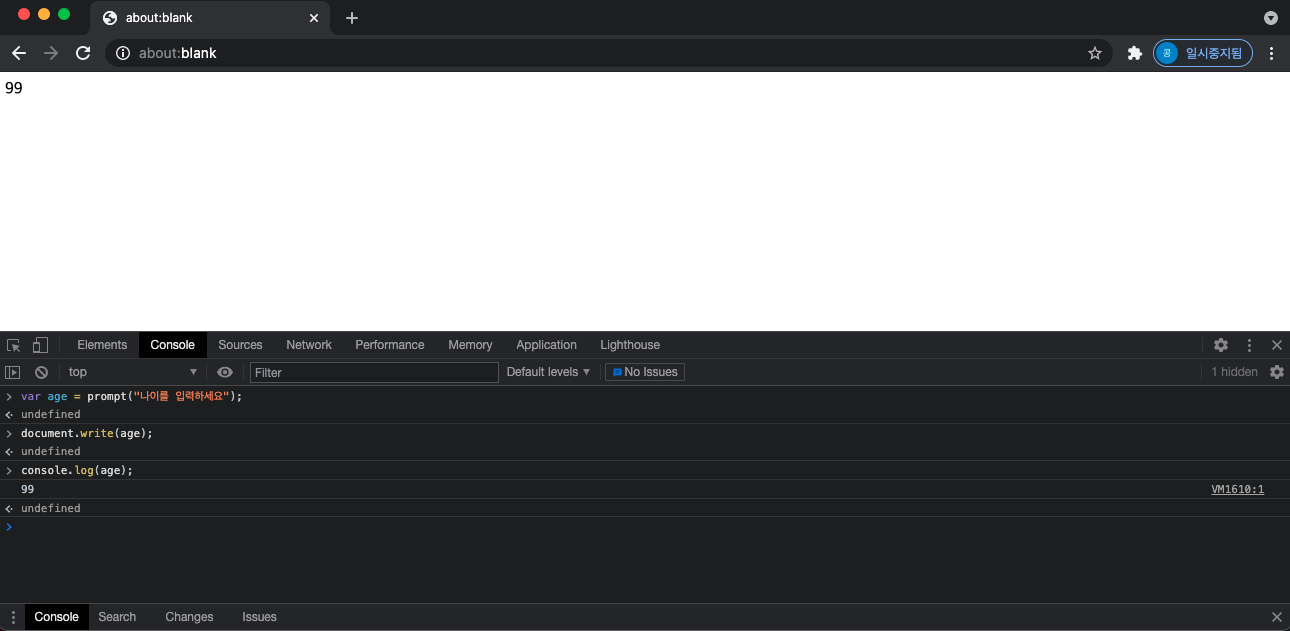 about:blank
about:blank
공 일시중지됨
99
Elements Console Sources Network Performance Memory Application Lighthouse
top Filter Default levels No Issues 1 hidden
var age = prompt("나이를 입력하세요");
undefined
document.write(age);
undefined
console.log(age);
99 VM1610:1
undefined
Console Search Changes Issues